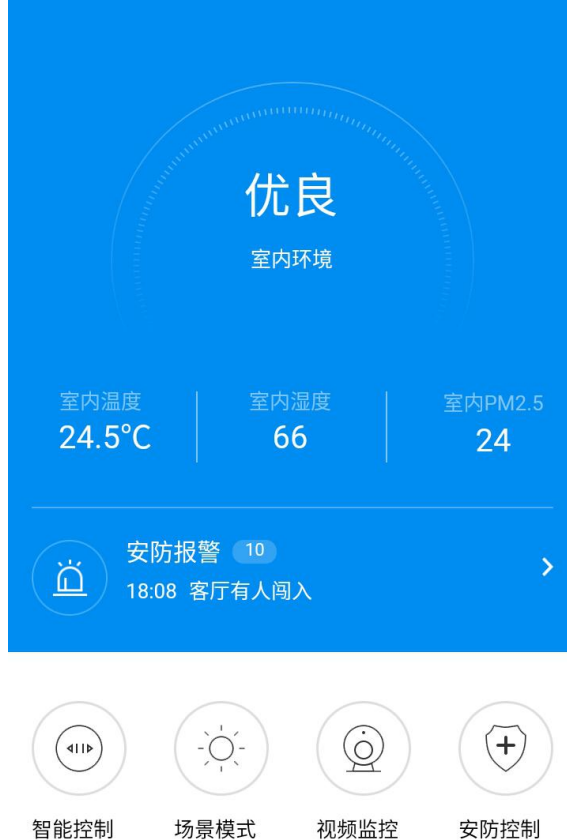 优良
室内环境
室内温度 室内湿度 室内PM2.5
24.5℃ 66 24
安防报警 10
18:08 客厅有人闯入
智能控制 场景模式 视频监控 安防控制